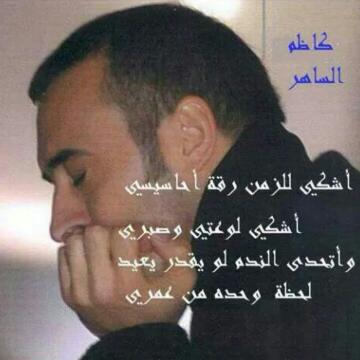 كاظم
الساهر
أشكي للزمن رقة أحاسيسي
أشكي لوعتي وصبري
وأتحدى الندم لو يقدر يعيد
لحظة وحده من عمري